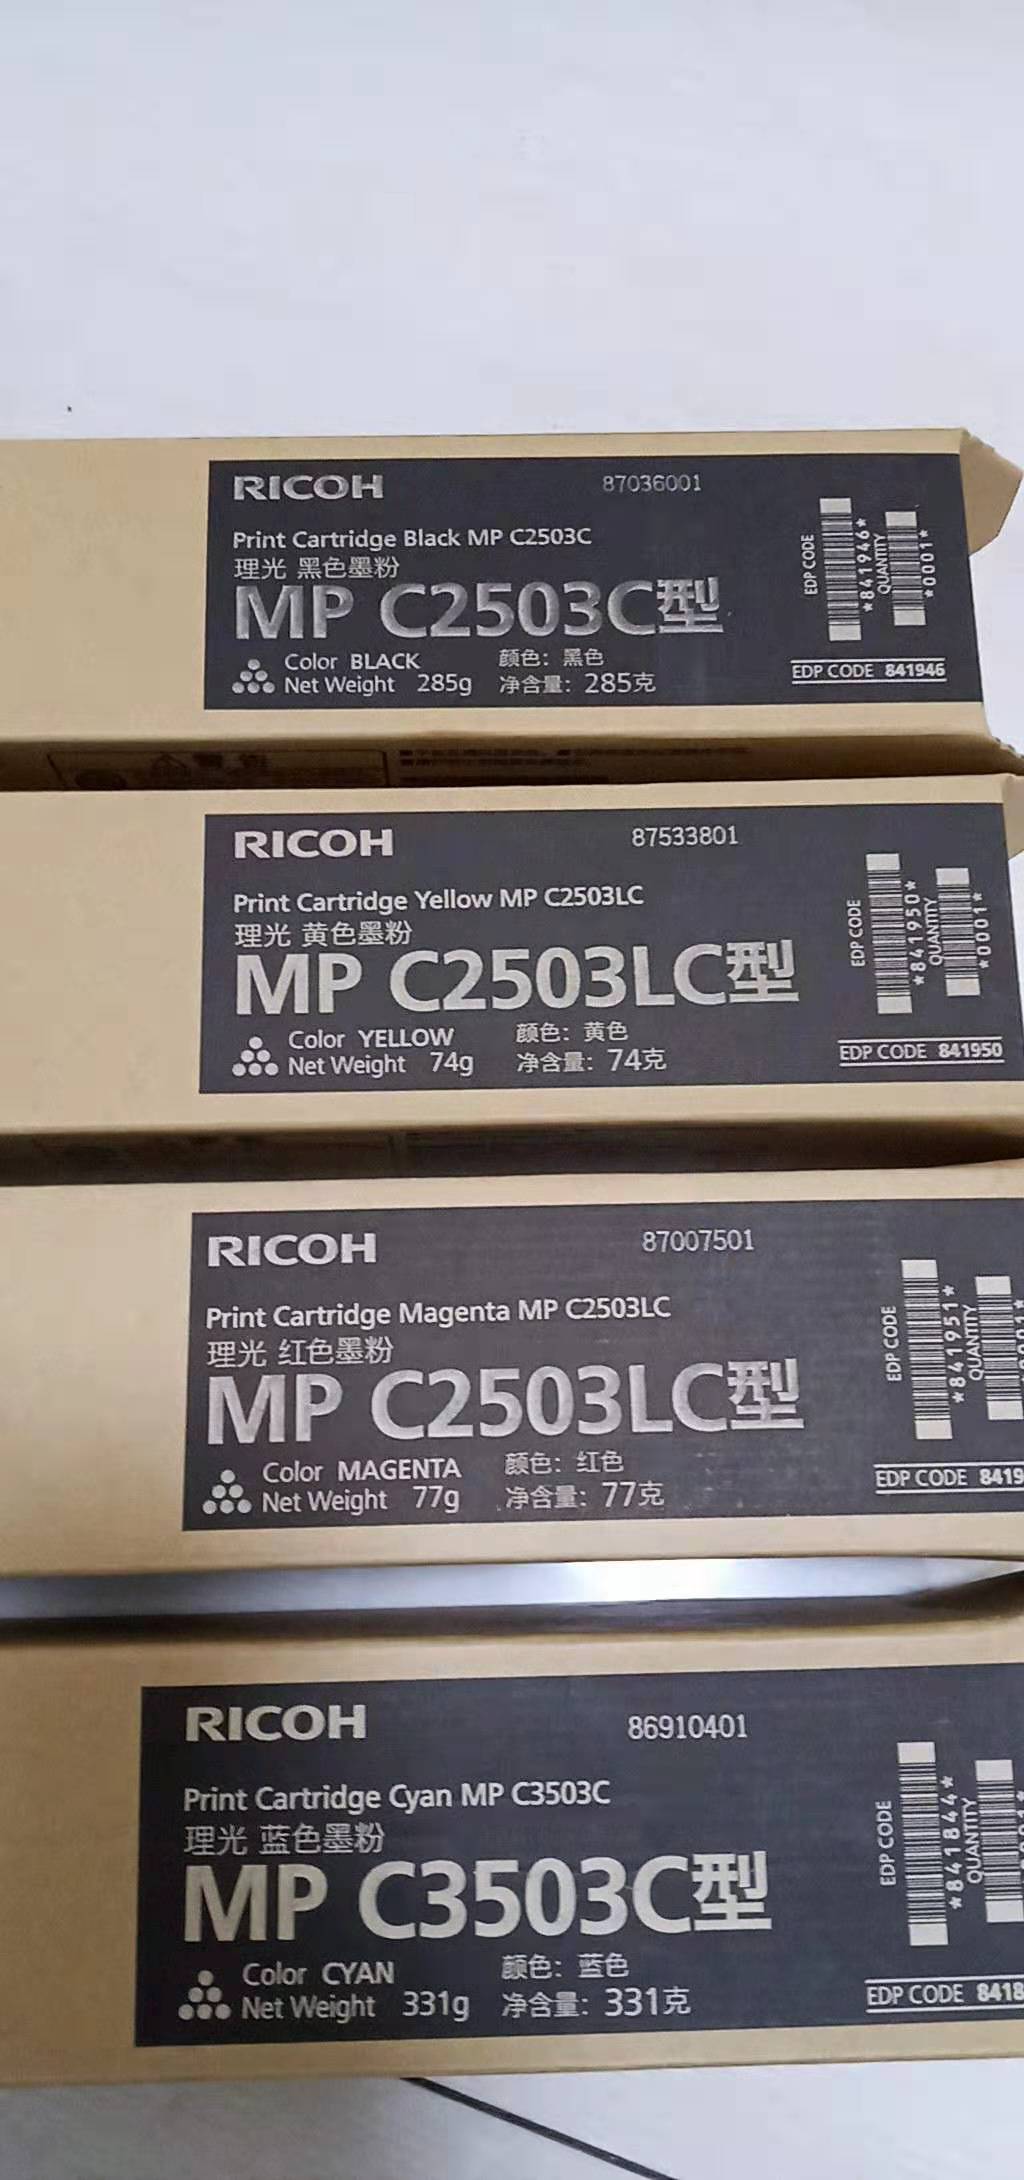 RICOH
87036001
Print Cartridge Black MP C2503C
理光 黑色墨粉
MP C2503C型
Color BLACK
颜色：黑色
Net Weight 285g
净含量：285克
EDP CODE
*841946*
QUANTITY
*0001*
EDP CODE 841946
RICOH
87533801
Print Cartridge Yellow MP C2503LC
理光 黄色墨粉
MP C2503LC型
Color YELLOW
颜色：黄色
Net Weight 74g
净含量：74克
EDP CODE
*841950*
QUANTITY
*0001*
EDP CODE 841950
RICOH
87007501
Print Cartridge Magenta MP C2503LC
理光 红色墨粉
MP C2503LC型
Color MAGENTA
颜色：红色
Net Weight 77g
净含量：77克
EDP CODE
*841951*
QUANTITY
EDP CODE 8419
RICOH
86910401
Print Cartridge Cyan MP C3503C
理光 蓝色墨粉
MP C3503C型
Color CYAN
颜色：蓝色
Net Weight 331g
净含量：331克
EDP CODE
*841844*
QUANTITY
EDP CODE 8418